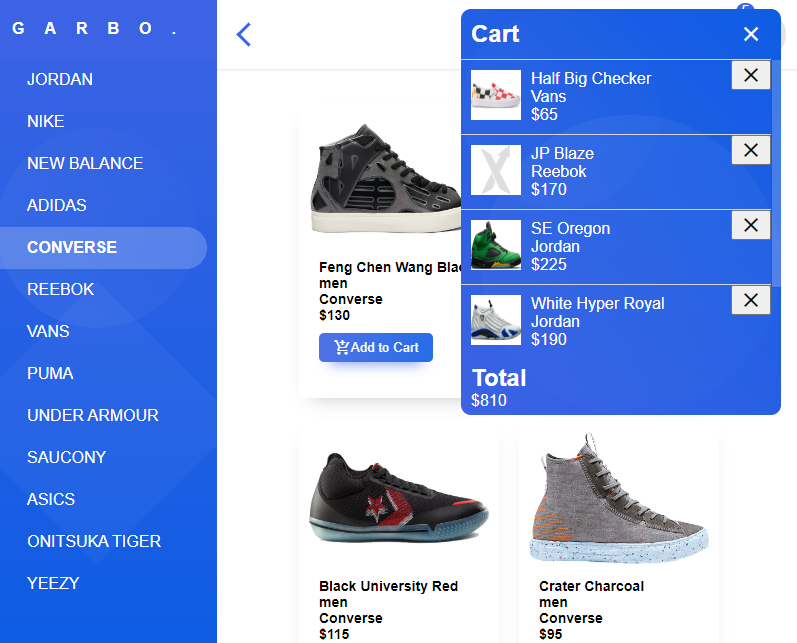 G A R B O .
JORDAN
NIKE
NEW BALANCE
ADIDAS
CONVERSE
REEBOK
VANS
PUMA
UNDER ARMOUR
SAUCONY
ASICS
ONITSUKA TIGER
YEEZY
Cart
Half Big Checker
Vans
$65
JP Blaze
Reebok
$170
SE Oregon
Jordan
$225
White Hyper Royal
Jordan
$190
Total
$810
Feng Chen Wang
men
Converse
$130
Add to Cart
Black University Red
men
Converse
$115
Crater Charcoal
men
Converse
$95